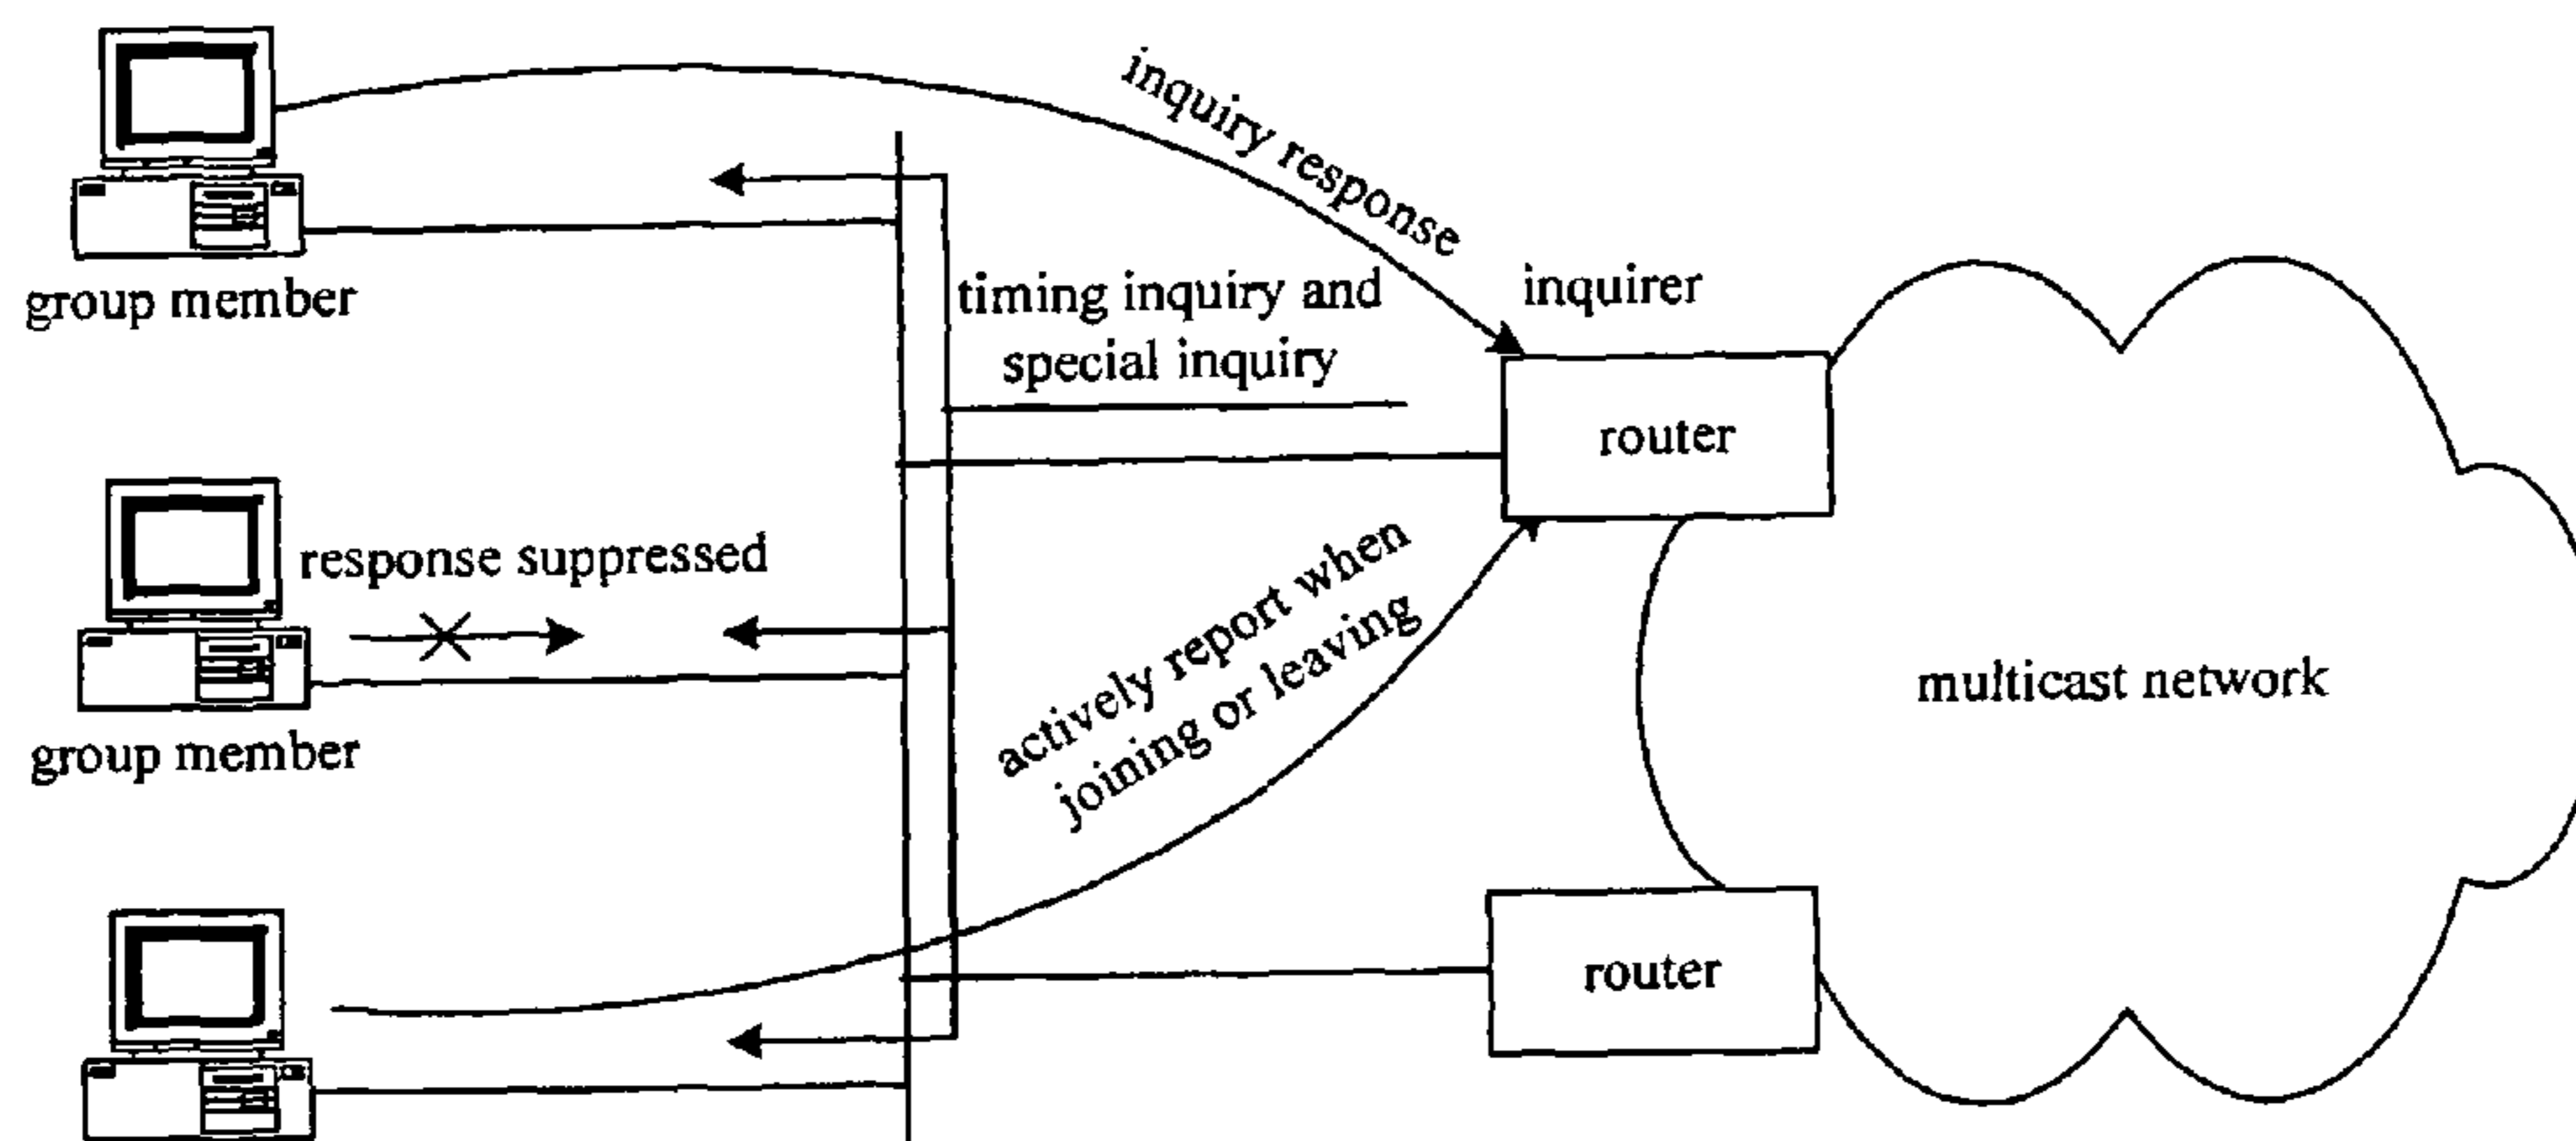 inquiry response
group member
timing inquiry and
special inquiry
inquirer
router
response suppressed
group member
actively report when
joining or leaving
multicast network
router